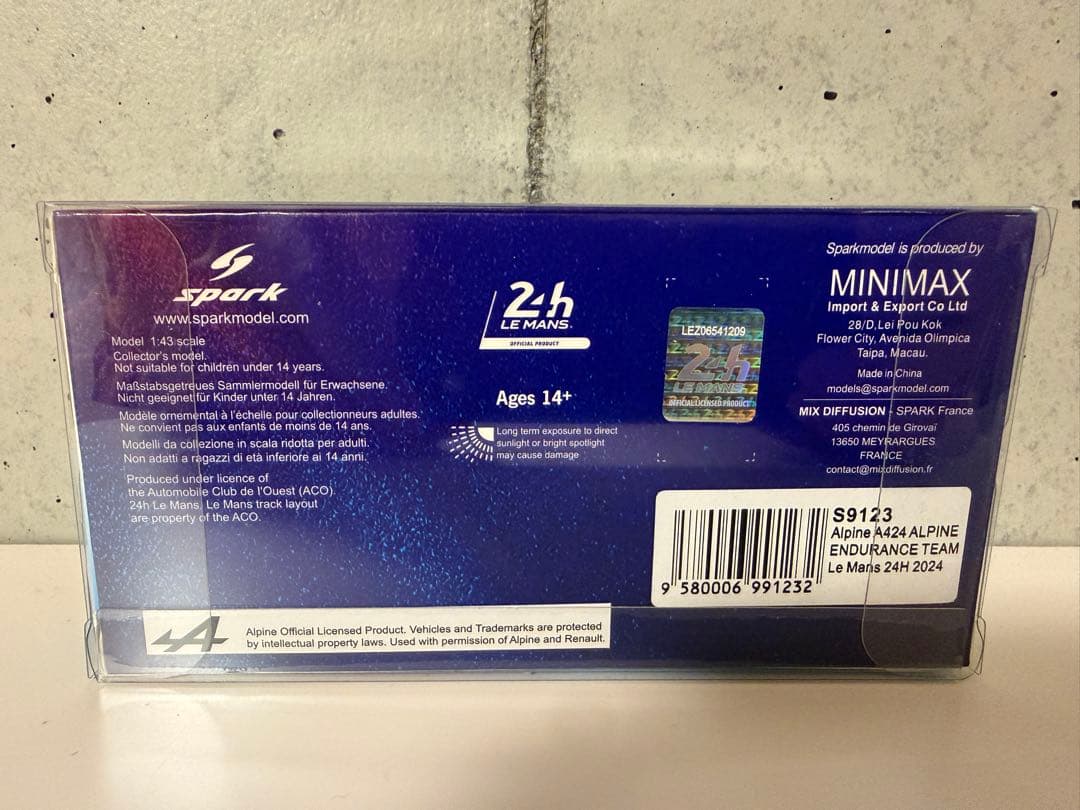 spark
www.sparkmodel.com
Model 1:43 scale
Collector's model.
Not suitable for children under 14 years.
Maßstabsgetreues Sammlermodell für Erwachsene.
Nicht geeignet für Kinder unter 14 Jahren.
Modèle ornemental à l'échelle pour collectionneurs adultes.
Ne convient pas aux enfants de moins de 14 ans.
Modelli da collezione in scala ridotta per adulti.
Non adatti a ragazzi di età inferiore ai 14 anni.
Produced under licence of
the Automobile Club de l'Ouest (ACO).
24h Le Mans, Le Mans track layout
are property of the ACO.
24h
LE MANS
OFFICIAL PRODUCT
Ages 14+
Long term exposure to direct
sunlight or bright spotlight
may cause damage
LEZ06541209
24h
LE MANS
OFFICIAL LICENSED PRODUCT
Sparkmodel is produced by
MINIMAX
Import & Export Co Ltd
28/D, Lei Pou Kok
Flower City, Avenida Olimpica
Taipa, Macau.
Made in China
models@sparkmodel.com
MIX DIFFUSION - SPARK France
405 chemin de Girovaï
13650 MEYRARGUES
FRANCE
contact@mixdiffusion.fr
S9123
Alpine A424 ALPINE
ENDURANCE TEAM
Le Mans 24H 2024
9 580006 991232
A
Alpine Official Licensed Product. Vehicles and Trademarks are protected
by intellectual property laws. Used with permission of Alpine and Renault.